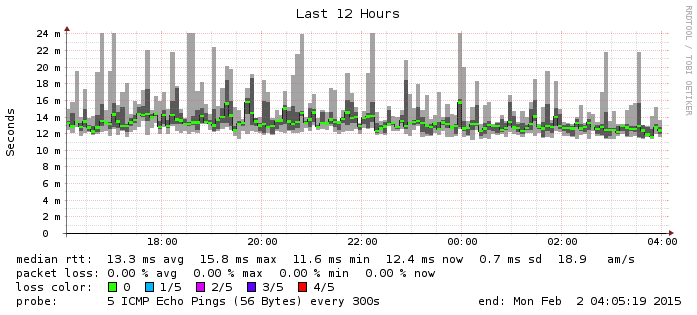 Last 12 Hours
RRDTOOL / TOBI OETIKER
Seconds
24 m
22 m
20 m
18 m
16 m
14 m
12 m
10 m
8 m
6 m
4 m
2 m
0
18:00 20:00 22:00 00:00 02:00 04:00
median rtt: 13.3 ms avg 15.8 ms max 11.6 ms min 12.4 ms now 0.7 ms sd 18.9 am/s
packet loss: 0.00 % avg 0.00 % max 0.00 % min 0.00 % now
loss color: 0 1/5 2/5 3/5 4/5
probe: 5 ICMP Echo Pings (56 Bytes) every 300s end: Mon Feb 2 04:05:19 2015